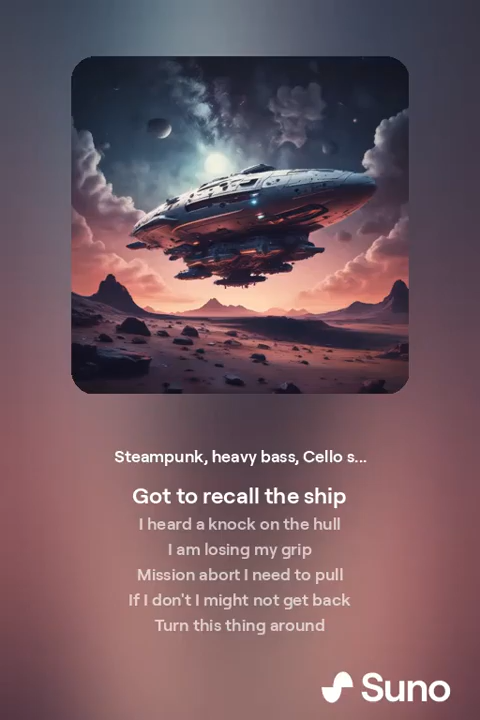 Steampunk, heavy bass, Cello s...
Got to recall the ship
I heard a knock on the hull
I am losing my grip
Mission abort I need to pull
If I don't I might not get back
Turn this thing around
Suno